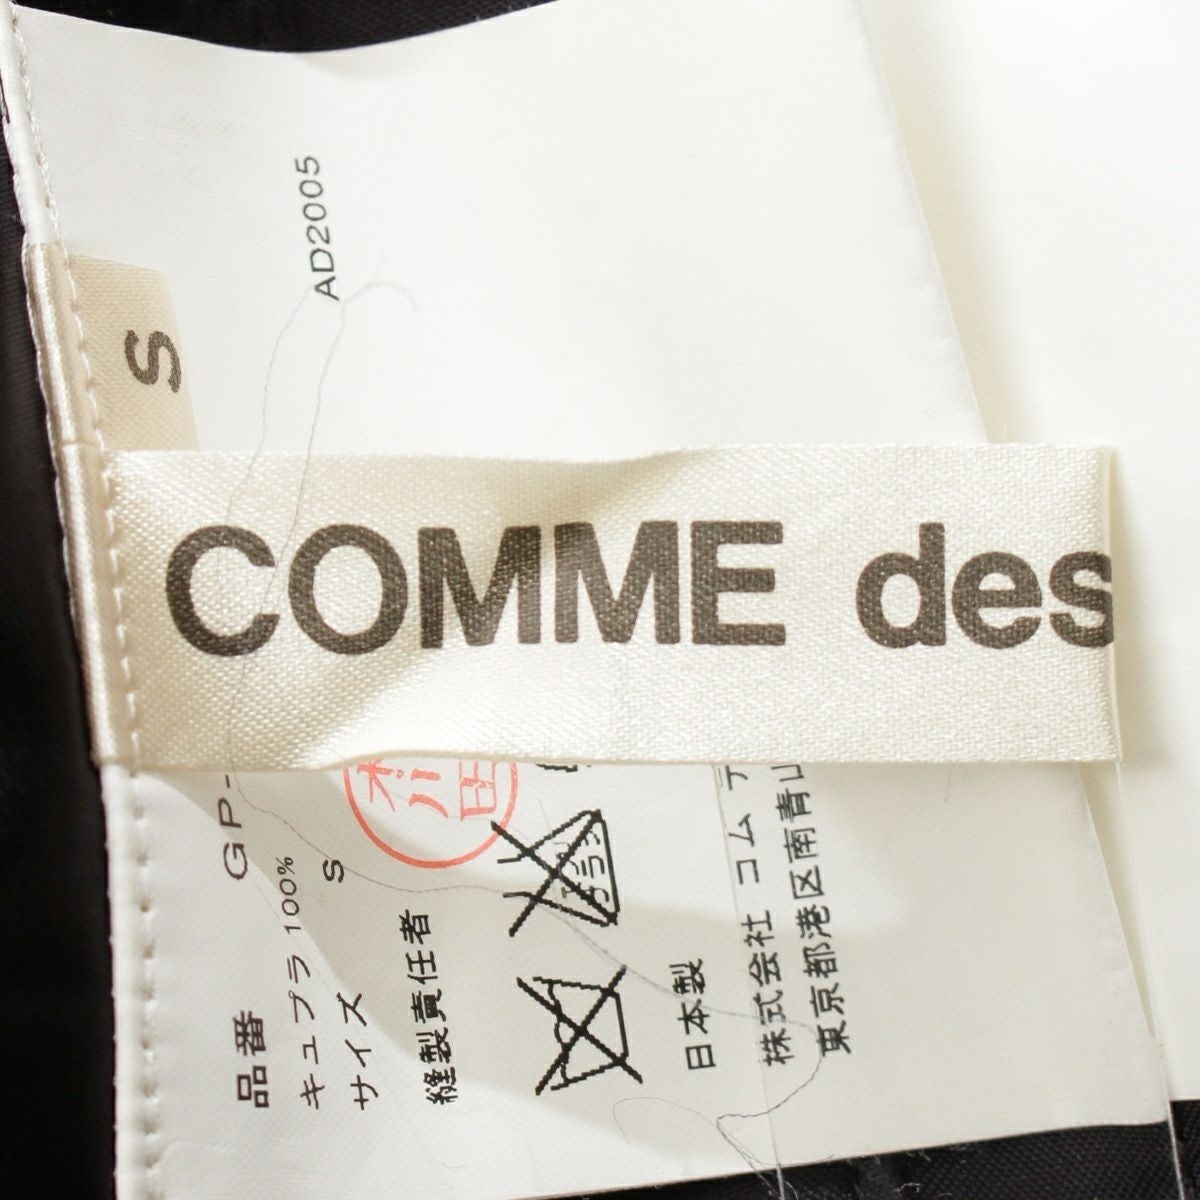 AD2005
S
COMME des
品番 GP-
キュプラ 100%
サイズ S
縫製責任者
日本製
株式会社 コム デ
東京都港区南青山